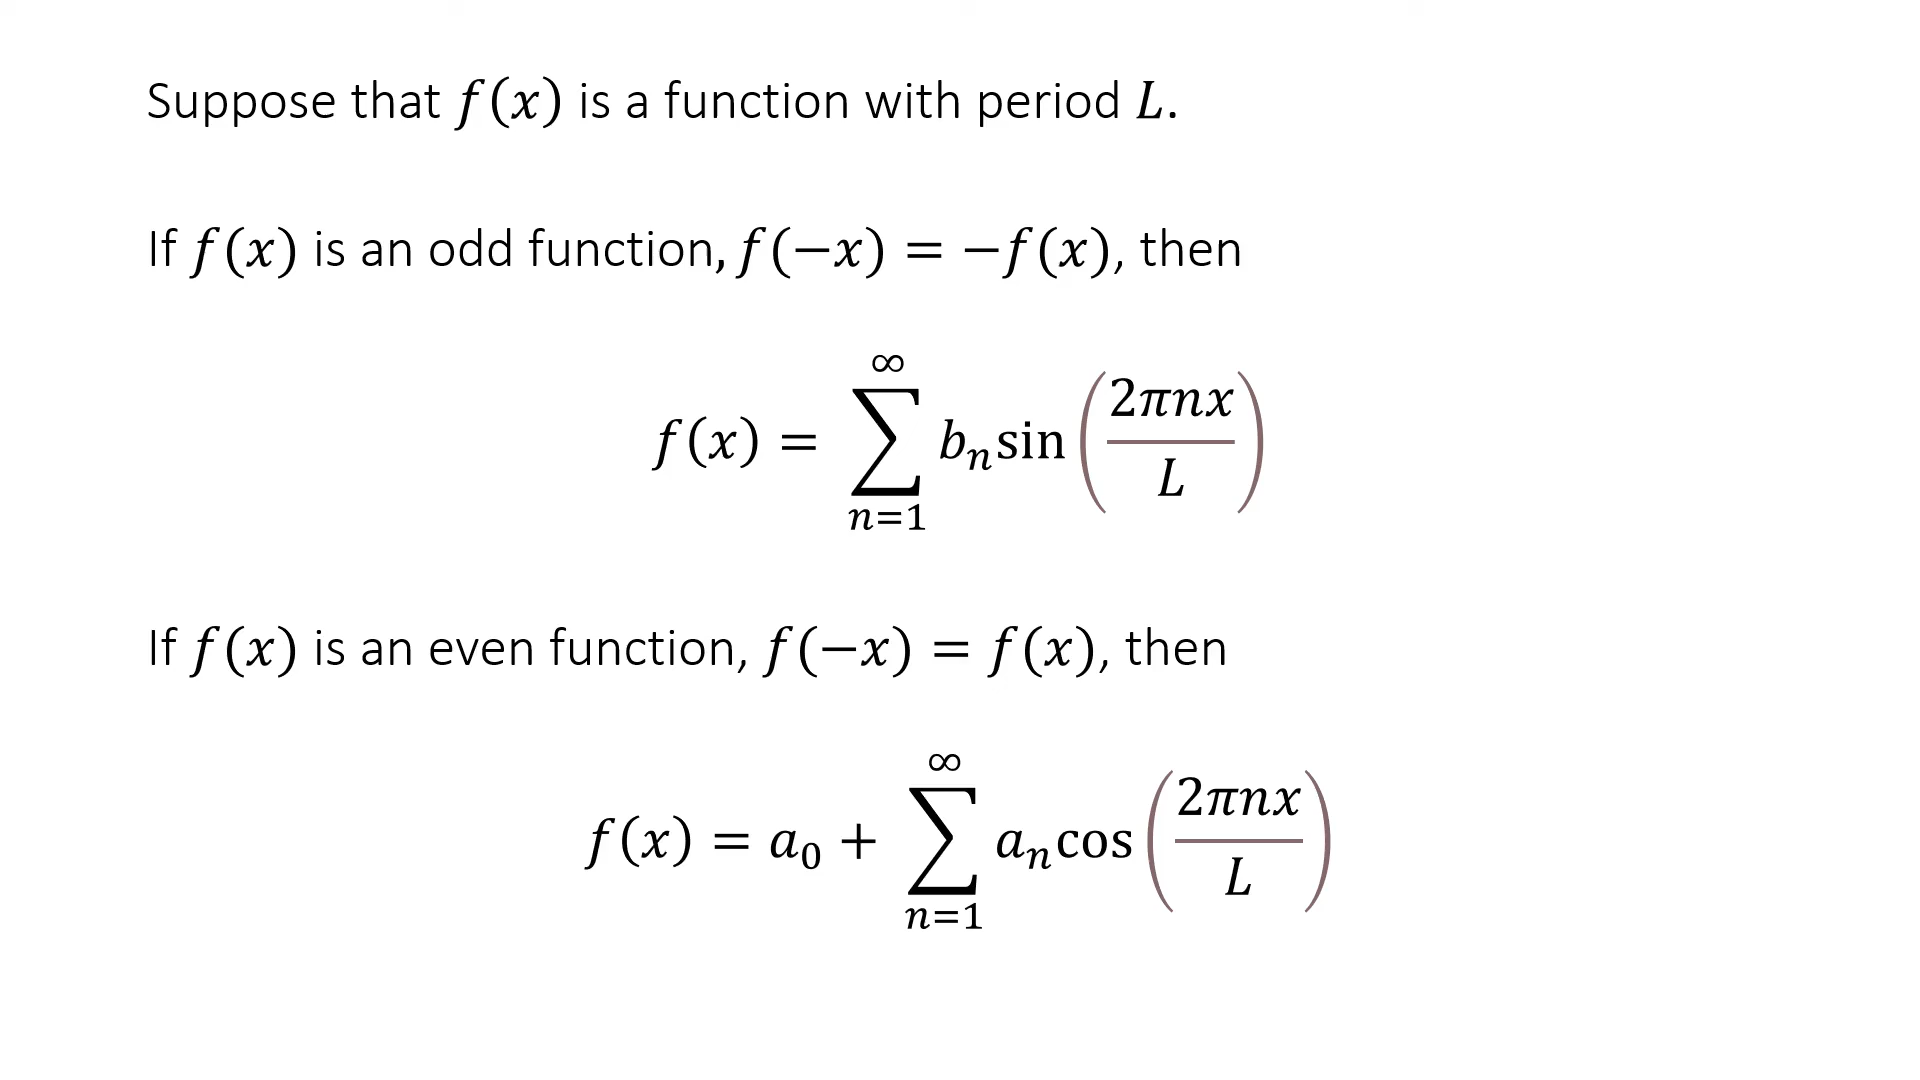 Suppose that f(x) is a function with period L.
If f(x) is an odd function, f(−x) = −f(x), then
f(x) = ∑_{n=1}^{∞} b_n sin(2πnx / L)
If f(x) is an even function, f(−x) = f(x), then
f(x) = a_0 + ∑_{n=1}^{∞} a_n cos(2πnx / L)